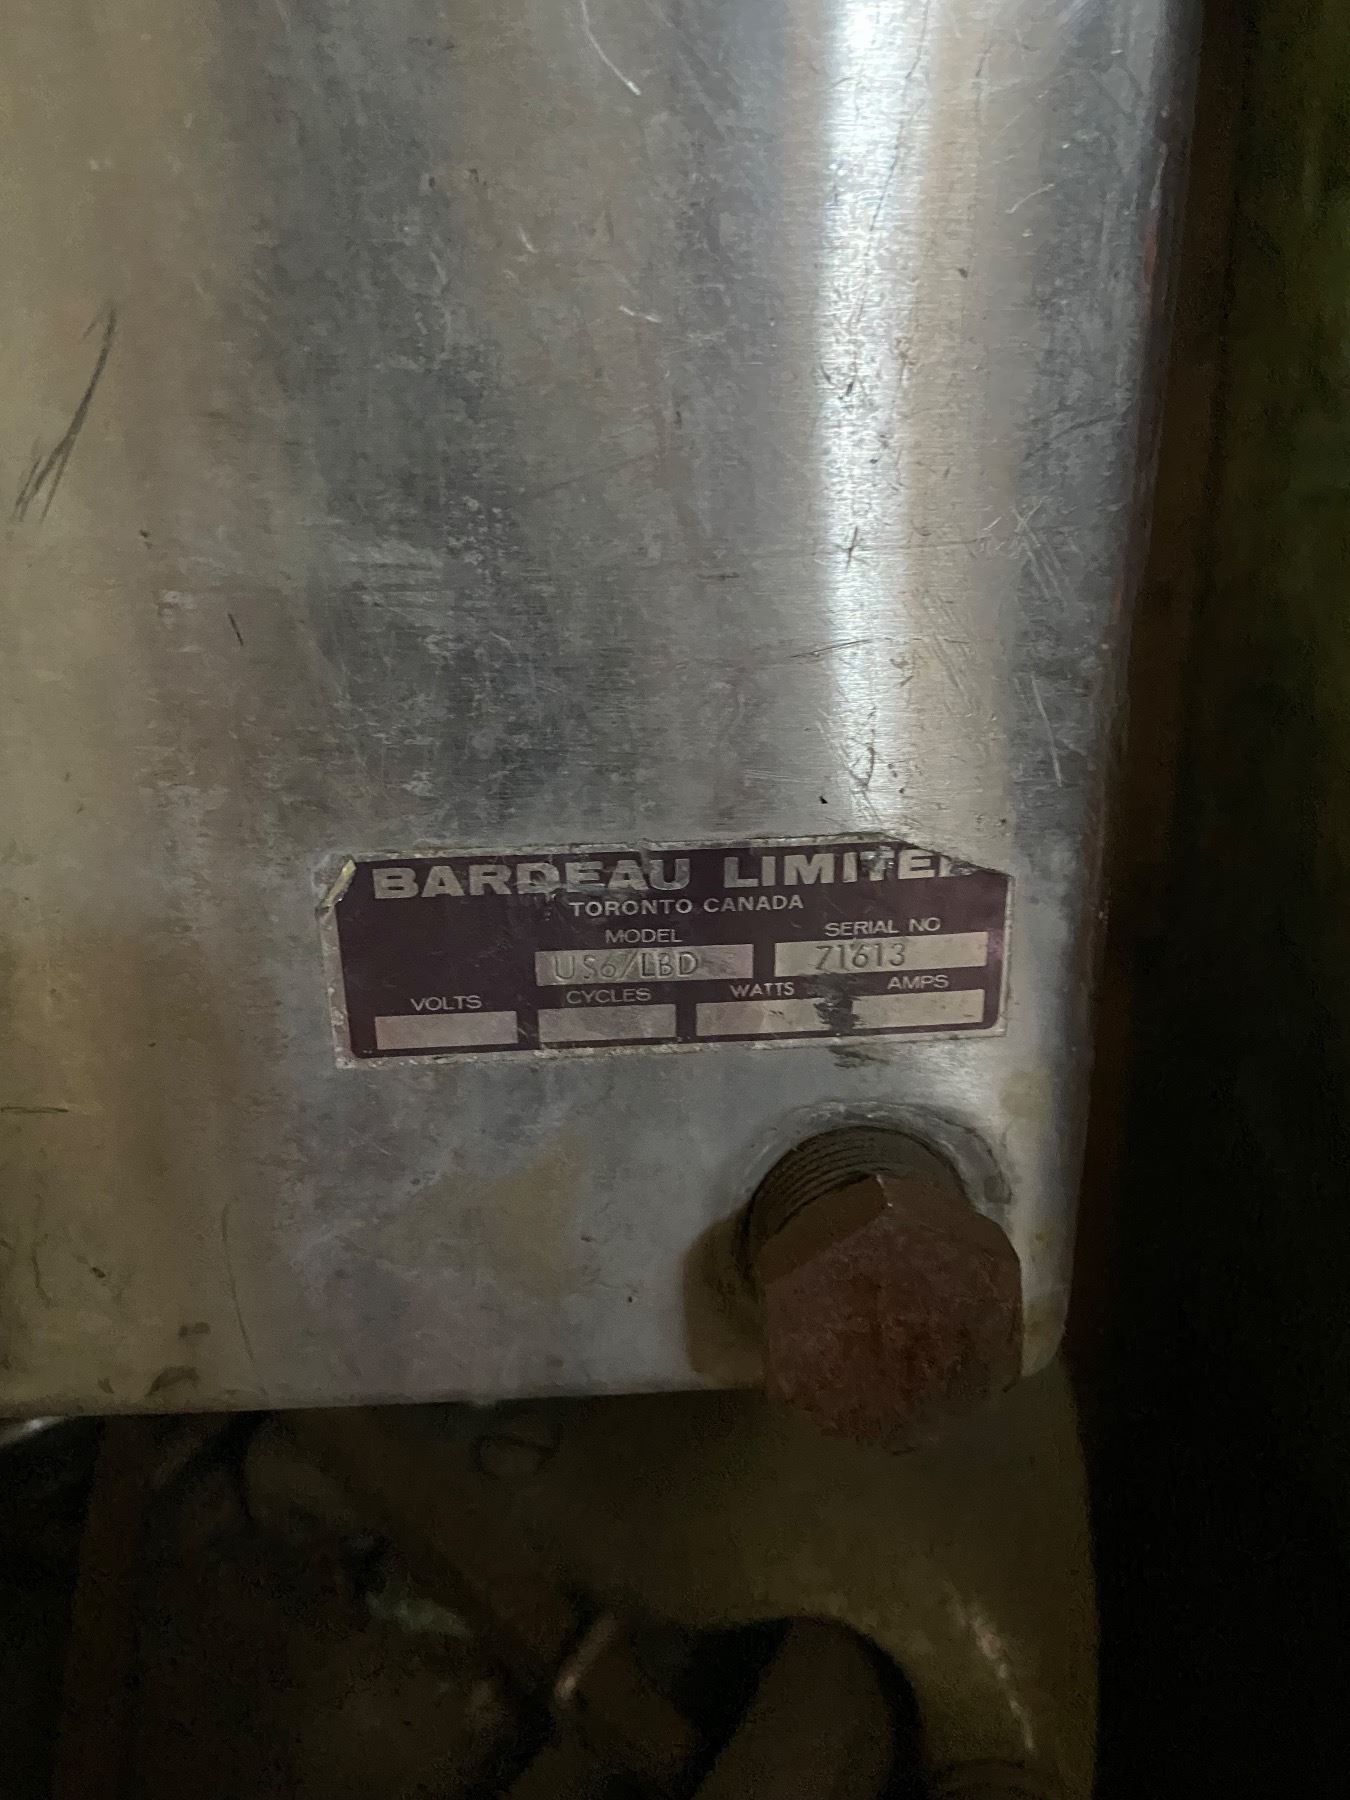 BARDEAU LIMITED
TORONTO CANADA
MODEL SERIAL NO
US6/LBD 71613
VOLTS CYCLES WATTS AMPS